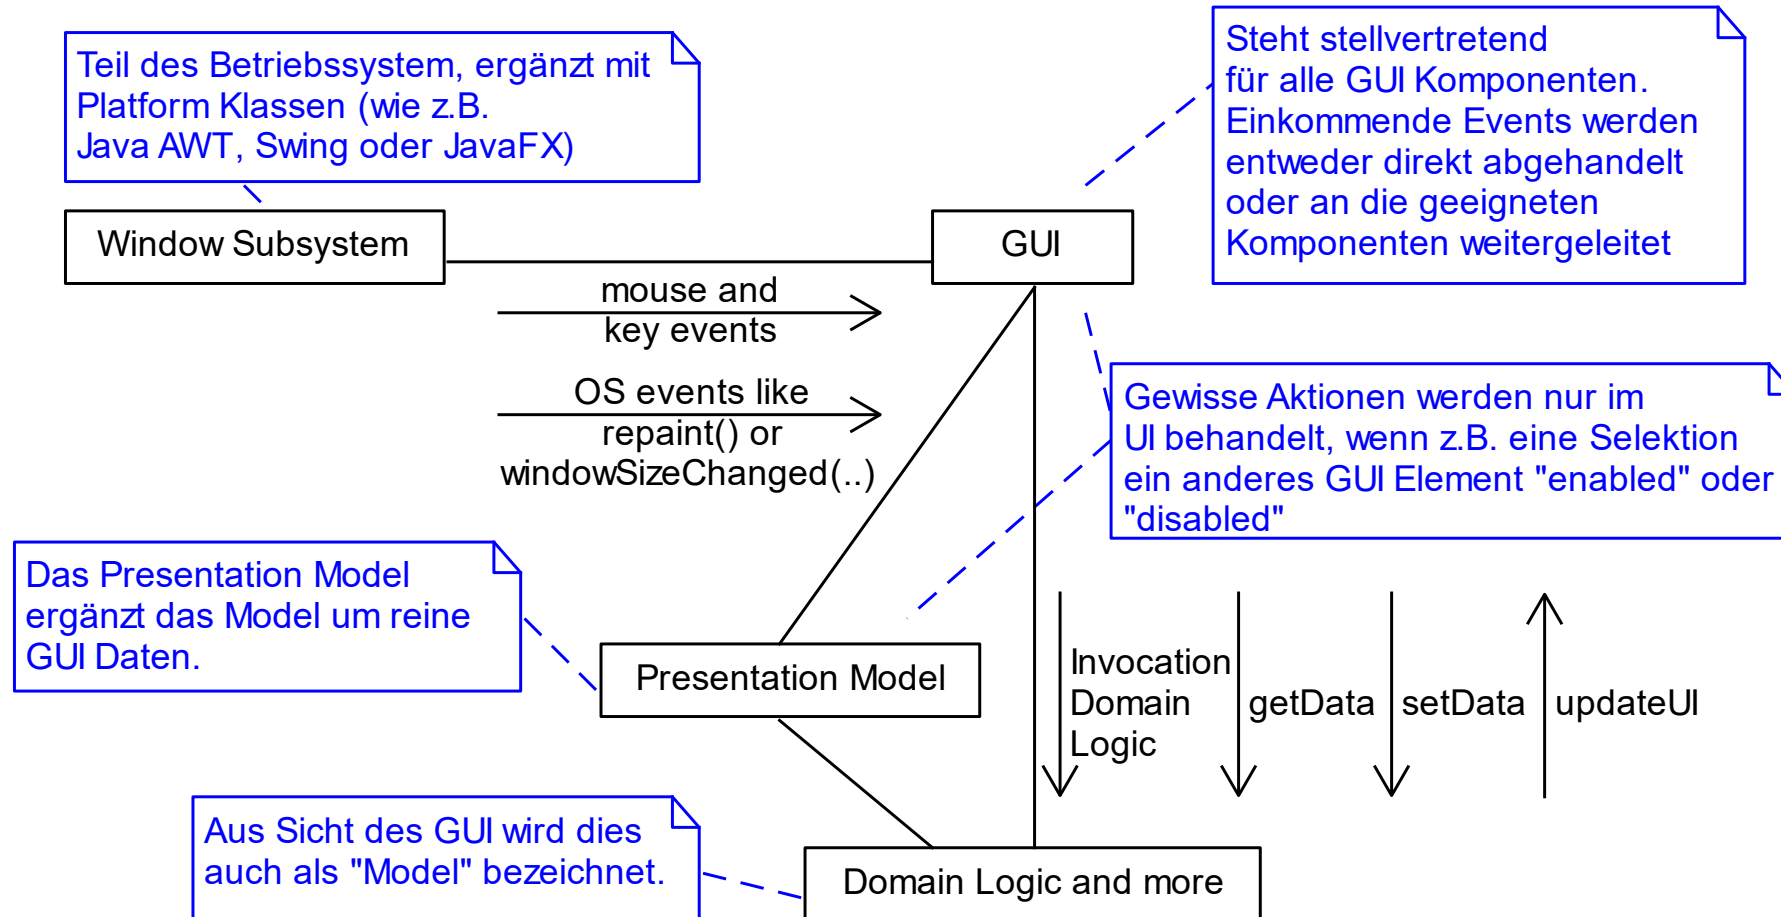 Teil des Betriebssystem, ergänzt mit
Platform Klassen (wie z.B.
Java AWT, Swing oder JavaFX)
Steht stellvertretend
für alle GUI Komponenten.
Einkommende Events werden
entweder direkt abgehandelt
oder an die geeigneten
Komponenten weitergeleitet
Window Subsystem
GUI
mouse and
key events
OS events like
repaint() or
windowSizeChanged(..)
Gewisse Aktionen werden nur im
UI behandelt, wenn z.B. eine Selektion
ein anderes GUI Element "enabled" oder
"disabled"
Das Presentation Model
ergänzt das Model um reine
GUI Daten.
Presentation Model
Invocation
Domain
Logic
getData
setData
updateUI
Aus Sicht des GUI wird dies
auch als "Model" bezeichnet.
Domain Logic and more